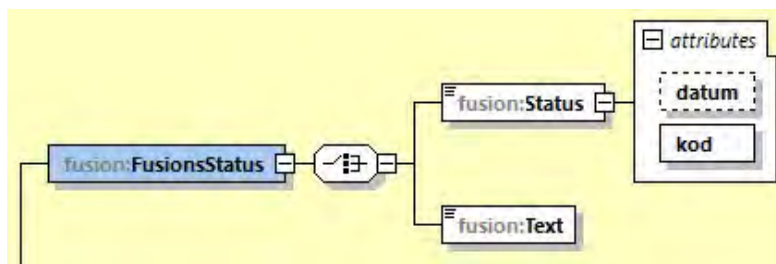 attributes
datum
fusion:Status
kod
fusion:FusionsStatus
fusion:Text